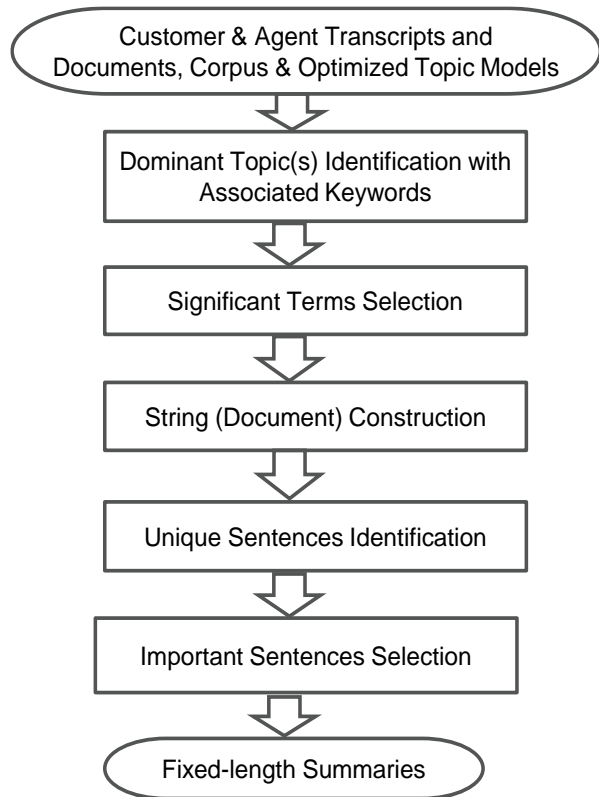 Customer & Agent Transcripts and
Documents, Corpus & Optimized Topic Models
Dominant Topic(s) Identification with
Associated Keywords
Significant Terms Selection
String (Document) Construction
Unique Sentences Identification
Important Sentences Selection
Fixed-length Summaries